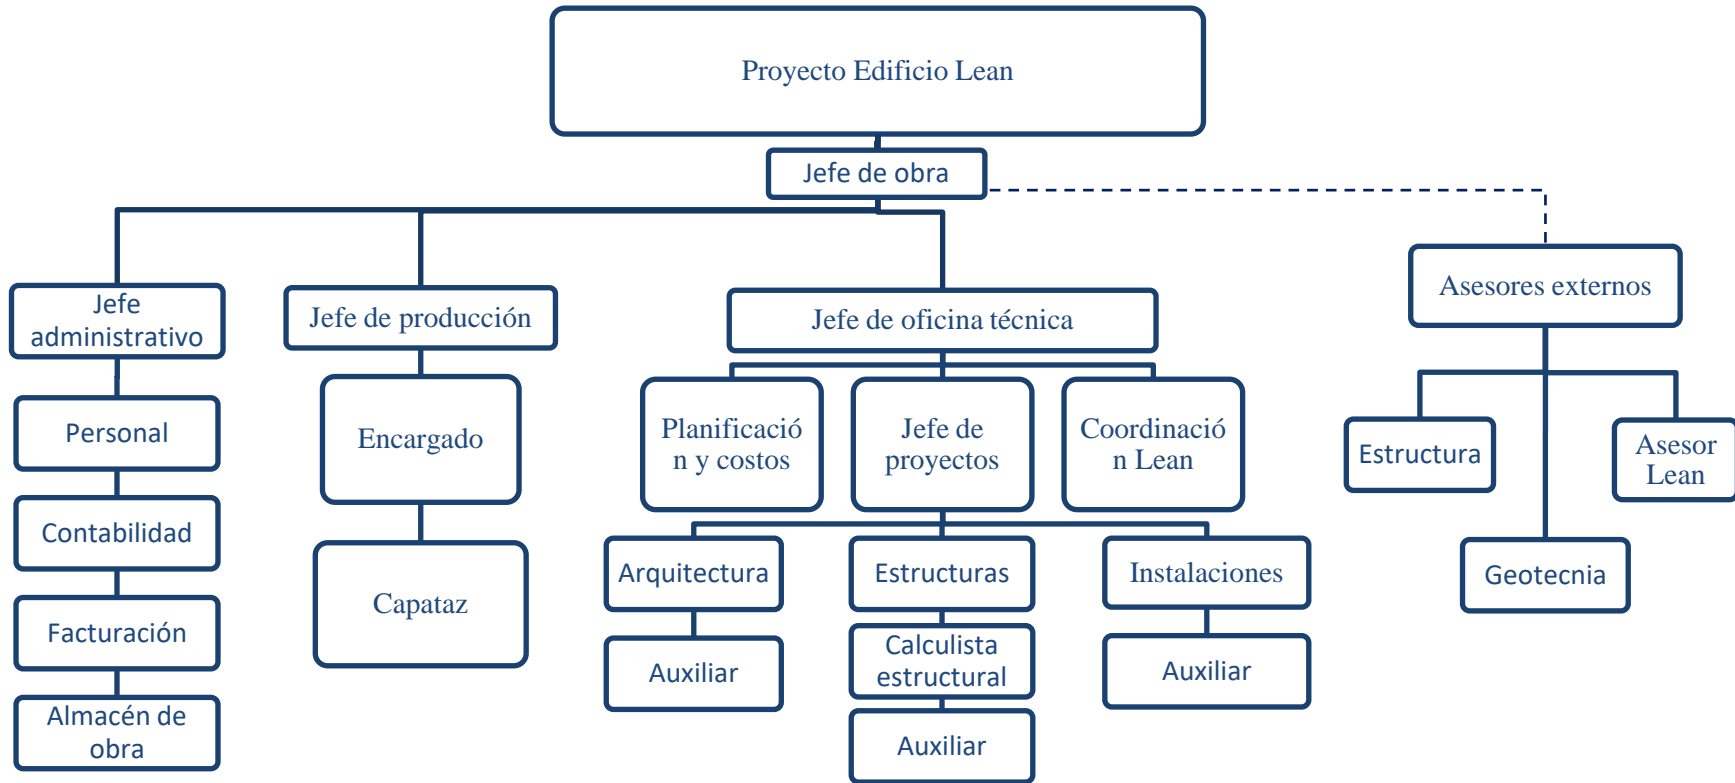 Proyecto Edificio Lean
Jefe de obra
Jefe
administrativo
Jefe de producción
Jefe de oficina técnica
Asesores externos
Personal
Contabilidad
Facturación
Almacén de
obra
Encargado
Capataz
Planificació
n y costos
Jefe de
proyectos
Coordinació
n Lean
Arquitectura
Auxiliar
Estructuras
Calculista
estructural
Auxiliar
Instalaciones
Auxiliar
Estructura
Geotecnia
Asesor
Lean